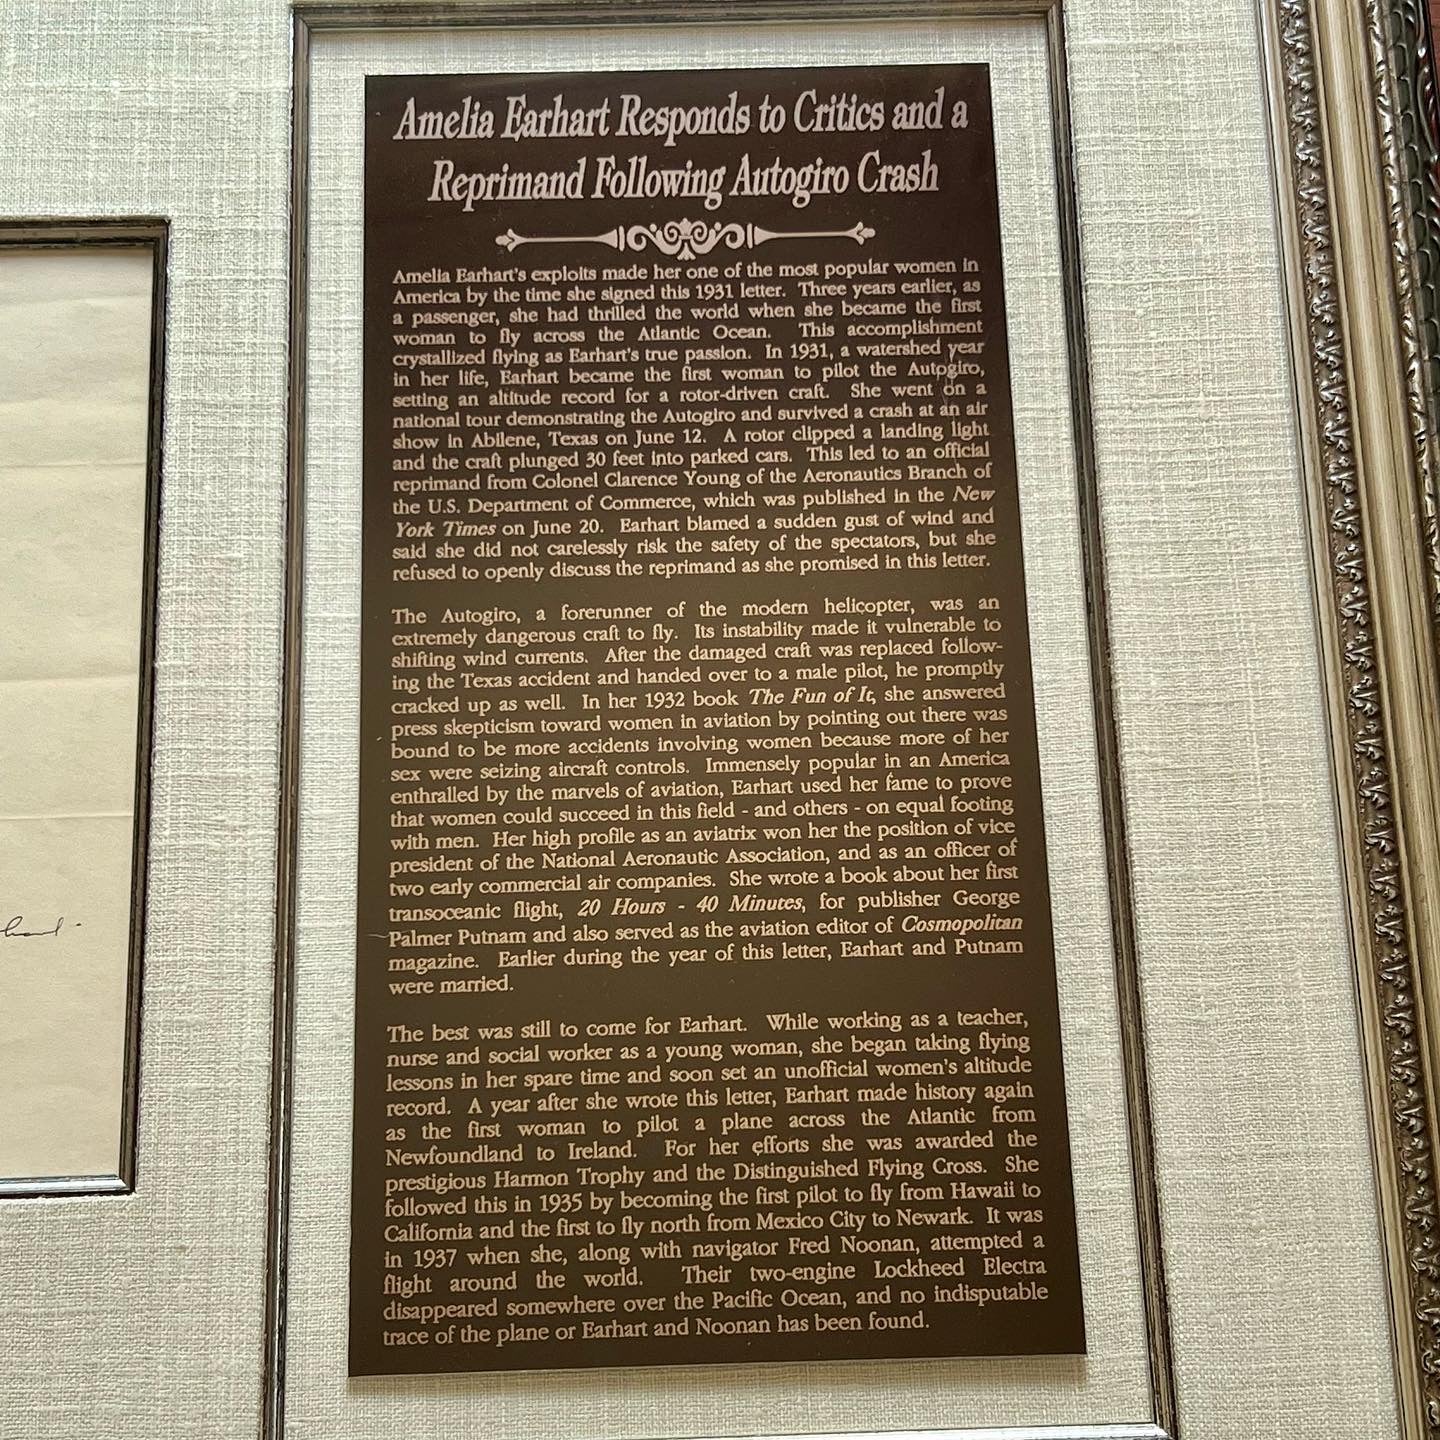 Amelia Earhart Responds to Critics and a
Reprimand Following Autogiro Crash
Amelia Earhart's exploits made her one of the most popular women in
America by the time she signed this 1931 letter. Three years earlier, as
a passenger, she had thrilled the world when she became the first
woman to fly across the Atlantic Ocean. This accomplishment
crystallized flying as Earhart's true passion. In 1931, a watershed year
in her life, Earhart became the first woman to pilot the Autogiro,
setting an altitude record for a rotor-driven craft. She went on a
national tour demonstrating the Autogiro and survived a crash at an air
show in Abilene, Texas on June 12. A rotor clipped a landing light
and the craft plunged 30 feet into parked cars. This led to an official
reprimand from Colonel Clarence Young of the Aeronautics Branch of
the U.S. Department of Commerce, which was published in the New
York Times on June 20. Earhart blamed a sudden gust of wind and
said she did not carelessly risk the safety of the spectators, but she
refused to openly discuss the reprimand as she promised in this letter.
The Autogiro, a forerunner of the modern helicopter, was an
extremely dangerous craft to fly. Its instability made it vulnerable to
shifting wind currents. After the damaged craft was replaced follow-
ing the Texas accident and handed over to a male pilot, he promptly
cracked up as well. In her 1932 book The Fun of It, she answered
press skepticism toward women in aviation by pointing out there was
bound to be more accidents involving women because more of her
sex were seizing aircraft controls. Immensely popular in an America
enthralled by the marvels of aviation, Earhart used her fame to prove
that women could succeed in this field - and others - on equal footing
with men. Her high profile as an aviatrix won her the position of vice
president of the National Aeronautic Association, and as an officer of
two early commercial air companies. She wrote a book about her first
transoceanic flight, 20 Hours - 40 Minutes, for publisher George
Palmer Putnam and also served as the aviation editor of Cosmopolitan
magazine. Earlier during the year of this letter, Earhart and Putnam
were married.
The best was still to come for Earhart. While working as a teacher,
nurse and social worker as a young woman, she began taking flying
lessons in her spare time and soon set an unofficial women's altitude
record. A year after she wrote this letter, Earhart made history again
as the first woman to pilot a plane across the Atlantic from
Newfoundland to Ireland. For her efforts she was awarded the
prestigious Harmon Trophy and the Distinguished Flying Cross. She
followed this in 1935 by becoming the first pilot to fly from Hawaii to
California and the first to fly north from Mexico City to Newark. It was
in 1937 when she, along with navigator Fred Noonan, attempted a
flight around the world. Their two-engine Lockheed Electra
disappeared somewhere over the Pacific Ocean, and no indisputable
trace of the plane or Earhart and Noonan has been found.